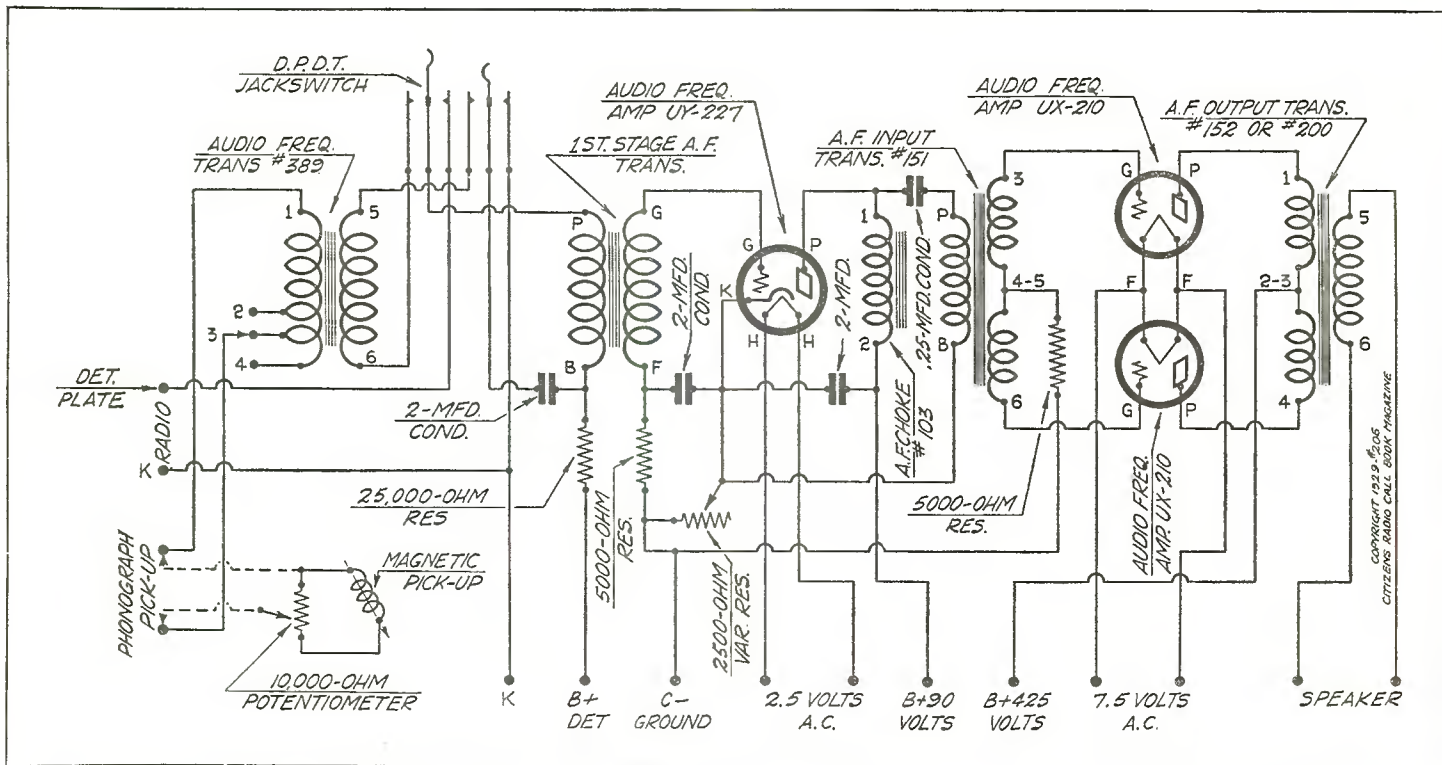 D.P.D.T.
JACKSWITCH
AUDIO FREQ.
TRANS #389
AUDIO FREQ.
AMP UY-227
1ST. STAGE A.F.
TRANS.
A.F. INPUT
TRANS. #151
AUDIO FREQ.
AMP UX-210
A.F. OUTPUT TRANS.
#152 OR #200
1
5
2
3
4
6
P
G
B
F
2-MFD.
COND.
G
P
K
H
H
2-MFD.
1
2
.25-MFD. COND.
P
B
A.F. CHOKE
#103
3
4-5
6
G
P
F
F
G
P
1
2-3
4
5
6
DET.
PLATE
RADIO
K
2-MFD.
COND.
25,000-OHM
RES
5000-OHM
RES.
2500-OHM
VAR. RES.
5000-OHM
RES.
AUDIO FREQ.
AMP. UX-210
PHONOGRAPH
PICK-UP
MAGNETIC
PICK-UP
10,000-OHM
POTENTIOMETER
K
B+
DET
C-
GROUND
2.5 VOLTS
A.C.
B+90
VOLTS
B+425
VOLTS
7.5 VOLTS
A.C.
SPEAKER
COPYRIGHT 1929-#206
CITIZENS RADIO CALL BOOK MAGAZINE